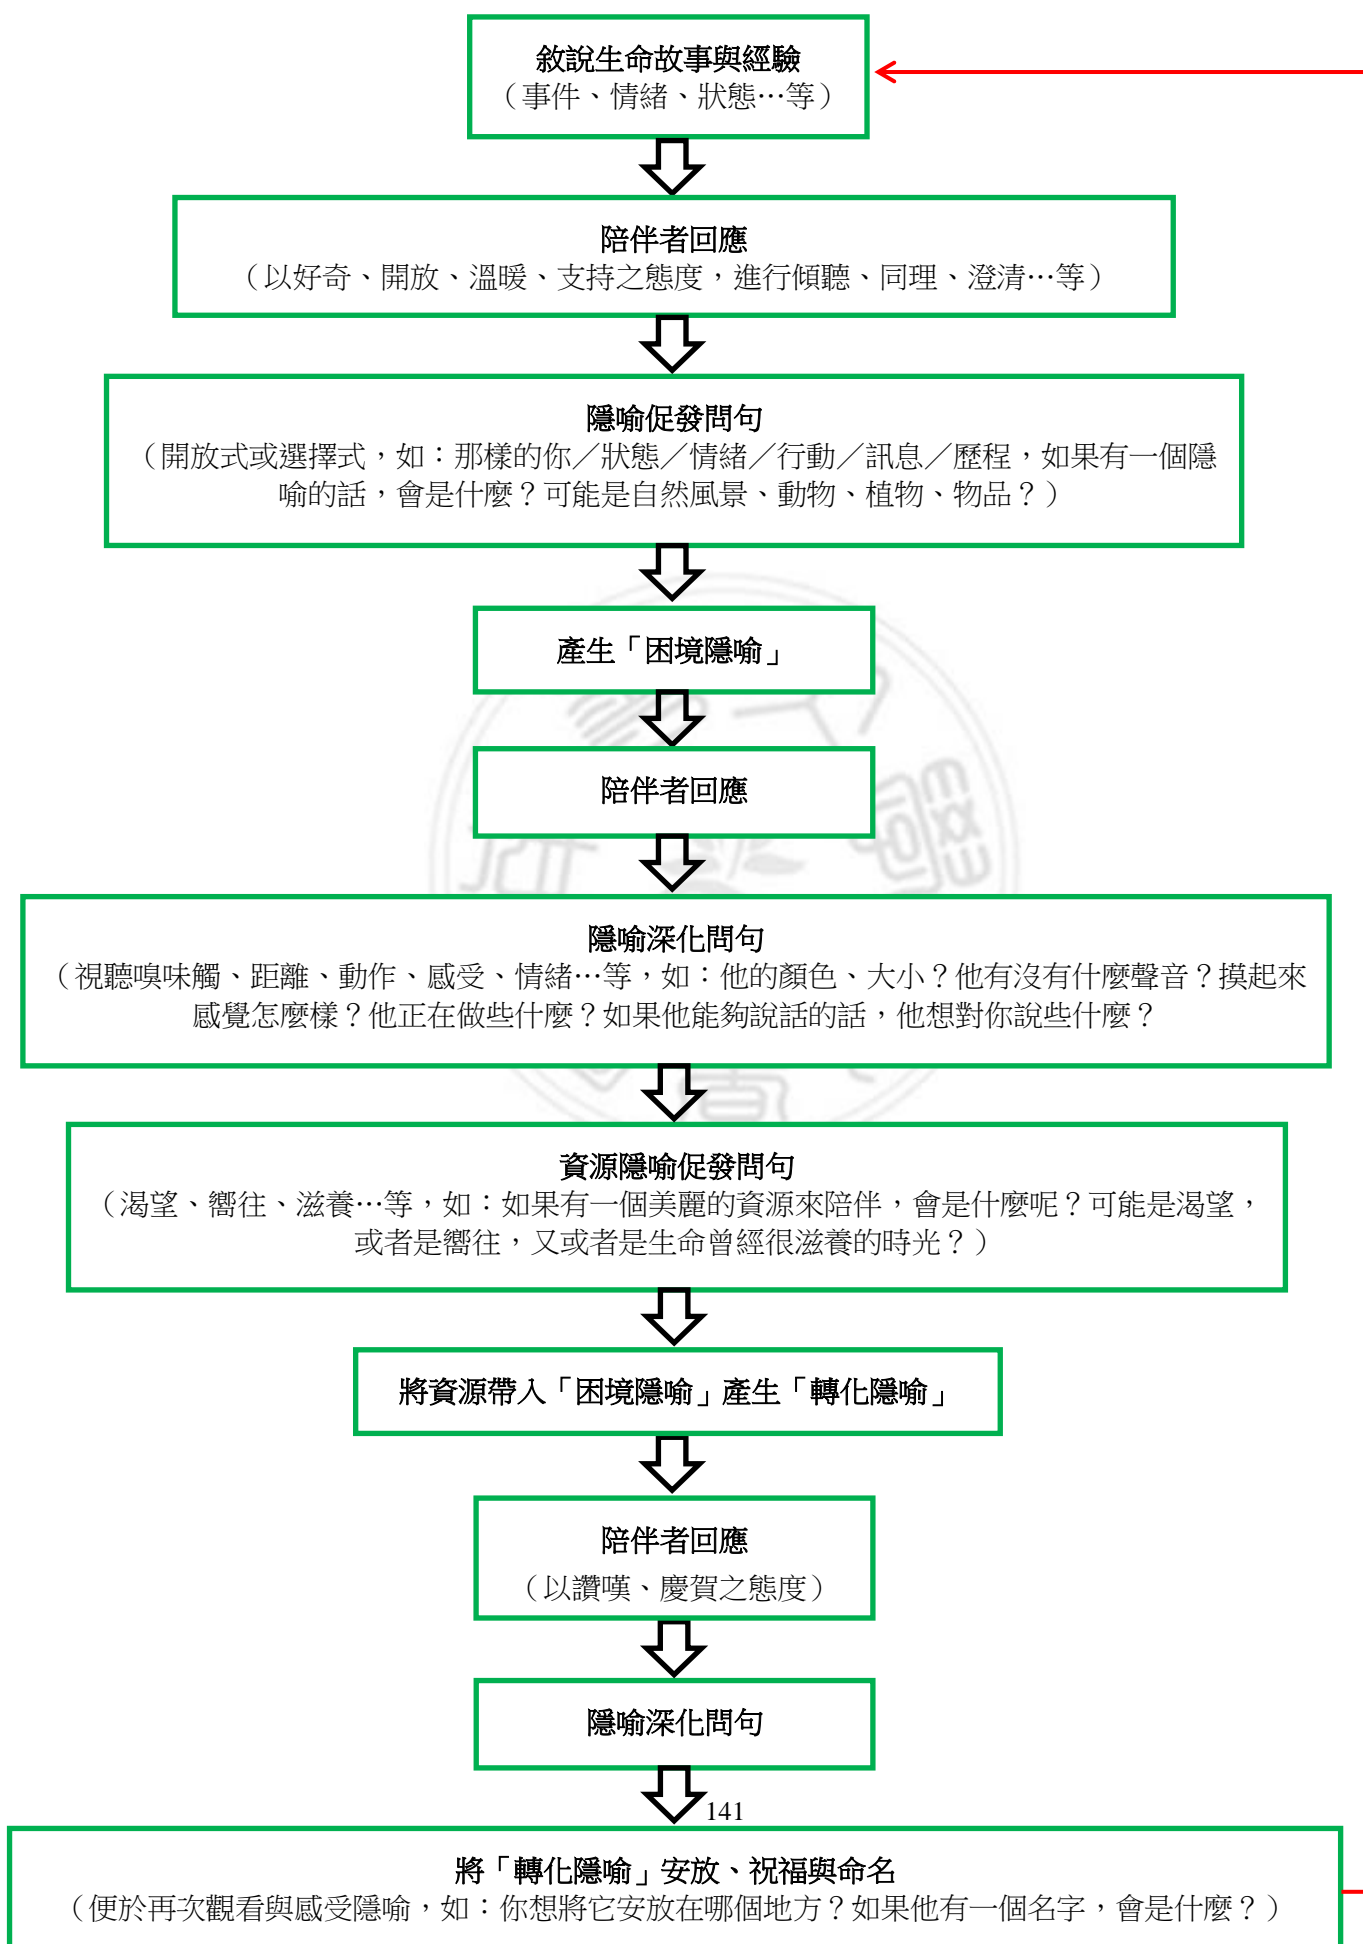 敘說生命故事與經驗
（事件、情緒、狀態…等）
陪伴者回應
（以好奇、開放、溫暖、支持之態度，進行傾聽、同理、澄清…等）
隱喻促發問句
（開放式或選擇式，如：那樣的你／狀態／情緒／行動／訊息／歷程，如果有一個隱
喻的話，會是什麼？可能是自然風景、動物、植物、物品？）
產生「困境隱喻」
陪伴者回應
隱喻深化問句
（視聽嗅味觸、距離、動作、感受、情緒…等，如：他的顏色、大小？他有沒有什麼聲音？摸起來
感覺怎麼樣？他正在做些什麼？如果他能夠說話的話，他想對你說些什麼？
資源隱喻促發問句
（渴望、嚮往、滋養…等，如：如果有一個美麗的資源來陪伴，會是什麼呢？可能是渴望，
或者是嚮往，又或者是生命曾經很滋養的時光？）
將資源帶入「困境隱喻」產生「轉化隱喻」
陪伴者回應
（以讚嘆、慶賀之態度）
隱喻深化問句
141
將「轉化隱喻」安放、祝福與命名
（便於再次觀看與感受隱喻，如：你想將它安放在哪個地方？如果他有一個名字，會是什麼？）